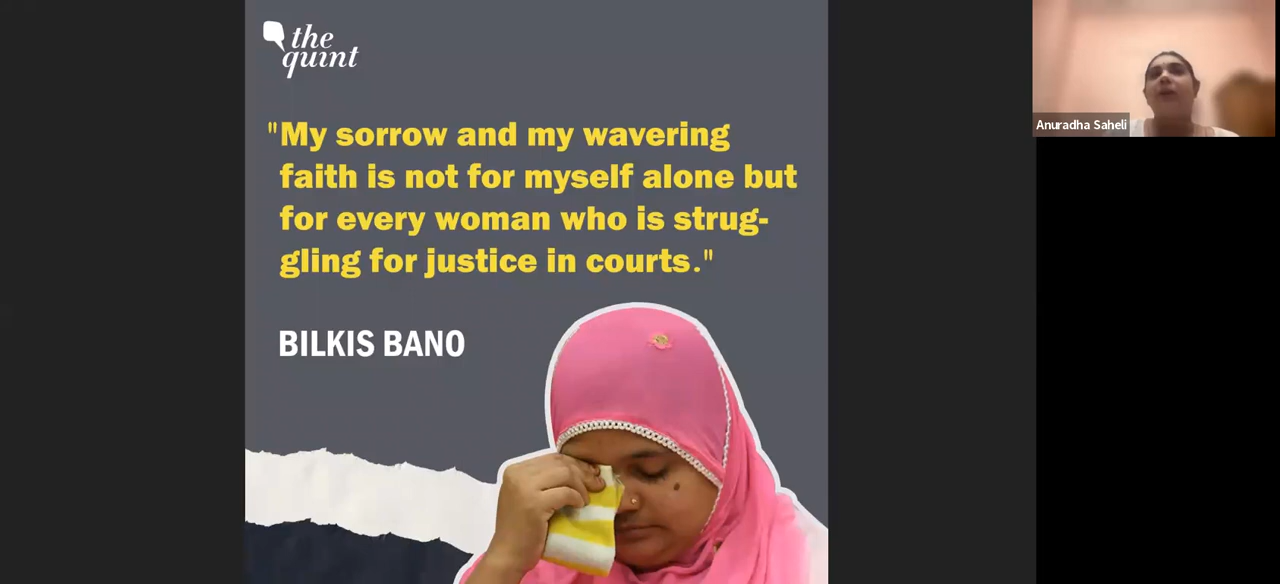 the
quint
"My sorrow and my wavering
faith is not for myself alone but
for every woman who is strug-
gling for justice in courts."
BILKIS BANO
Anuradha Saheli